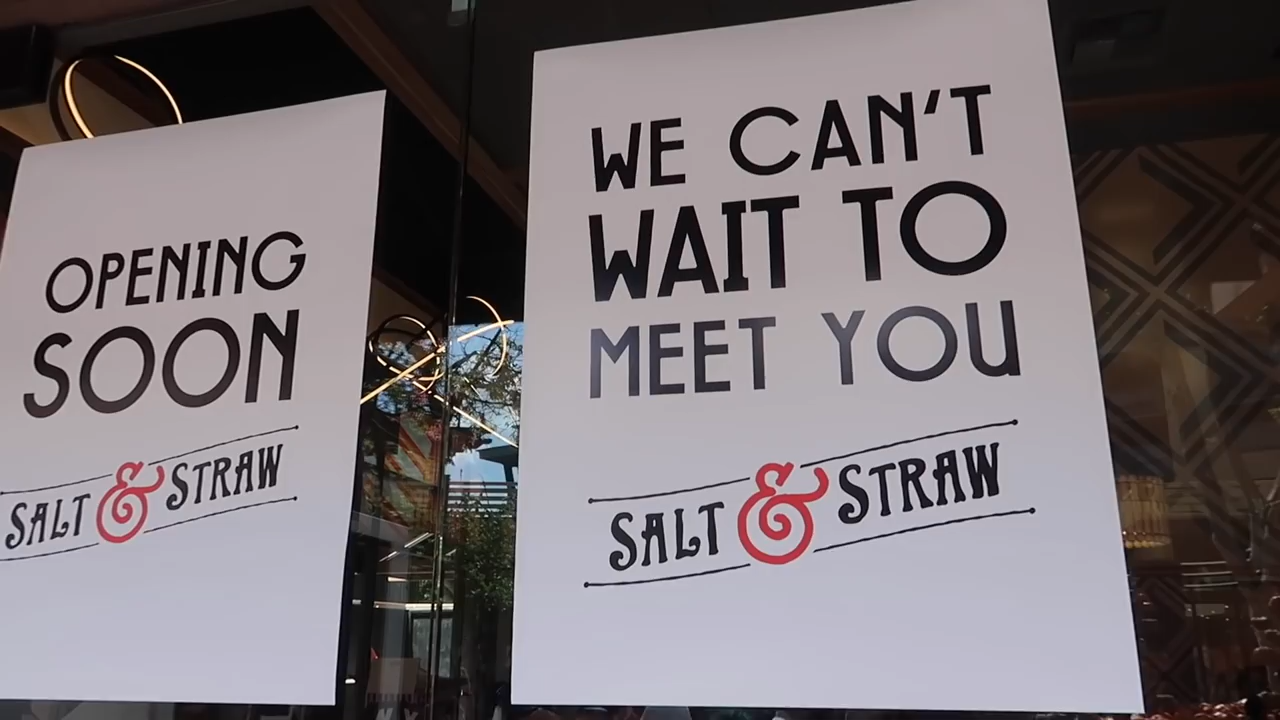 OPENING
SOON
SALT & STRAW
WE CAN'T
WAIT TO
MEET YOU
SALT & STRAW